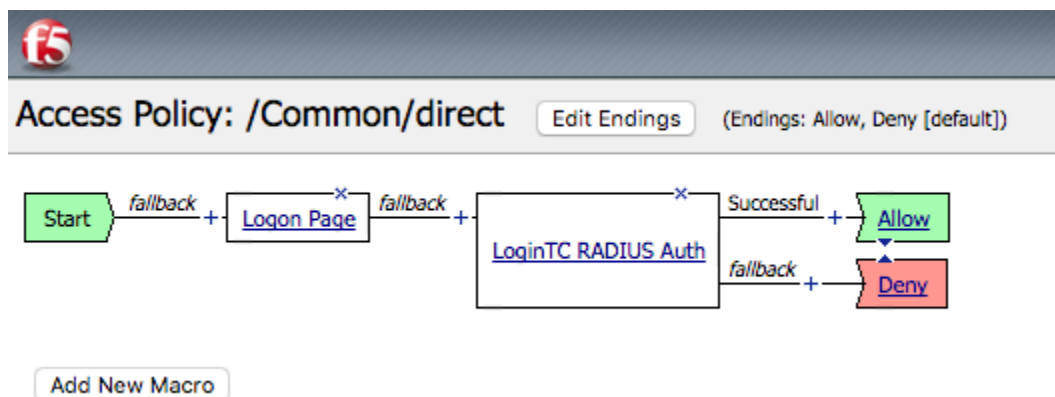 f5
Access Policy: /Common/direct Edit Endings (Endings: Allow, Deny [default])
Start fallback + Logon Page fallback + LoginTC RADIUS Auth Successful + Allow
fallback + Deny
Add New Macro